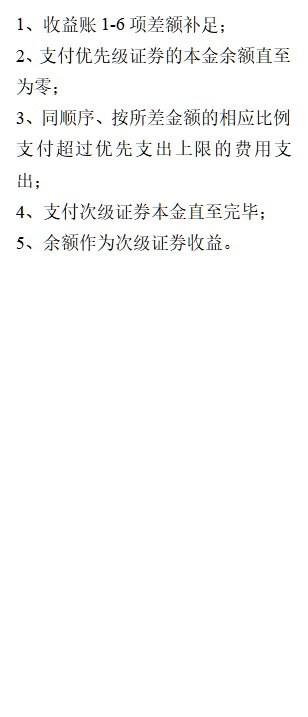 1、收益账 1-6 项差额补足；
2、支付优先级证券的本金余额直至
为零；
3、同顺序、按所差金额的相应比例
支付超过优先支出上限的费用支
出；
4、支付次级证券本金直至完毕；
5、余额作为次级证券收益。